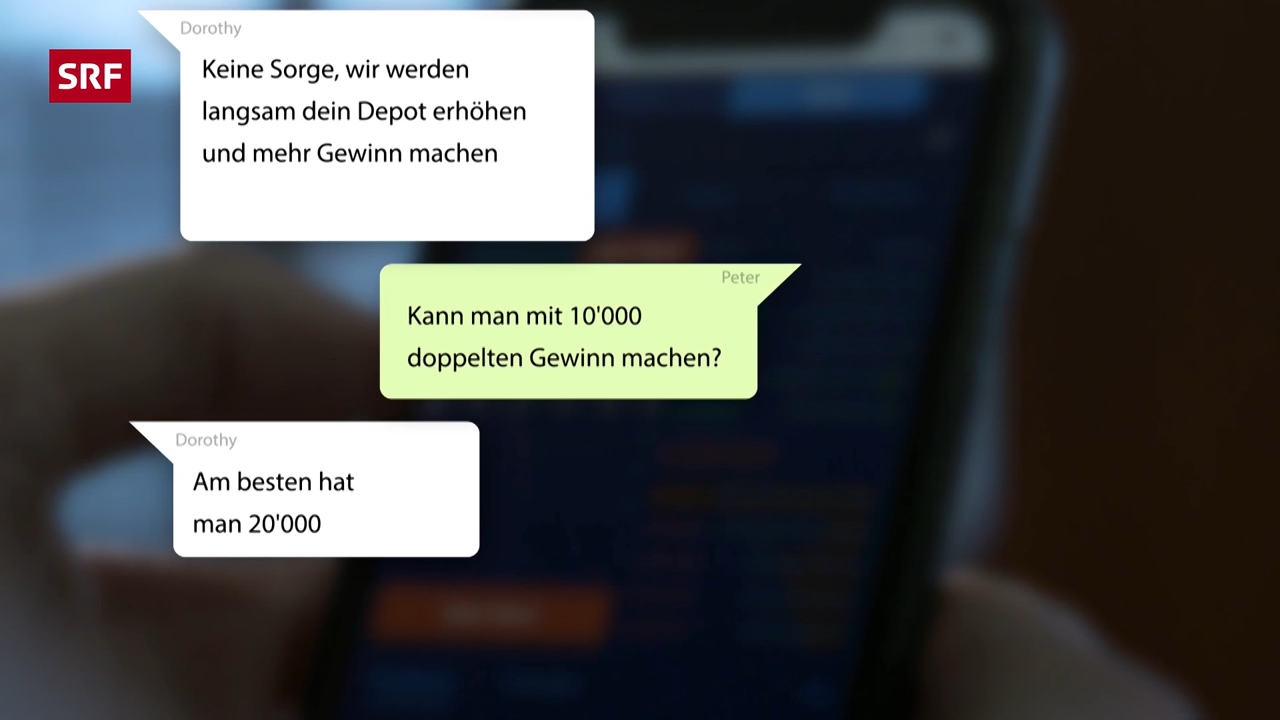 Dorothy
SRF
Keine Sorge, wir werden
langsam dein Depot erhöhen
und mehr Gewinn machen
Peter
Kann man mit 10'000
doppelten Gewinn machen?
Dorothy
Am besten hat
man 20'000